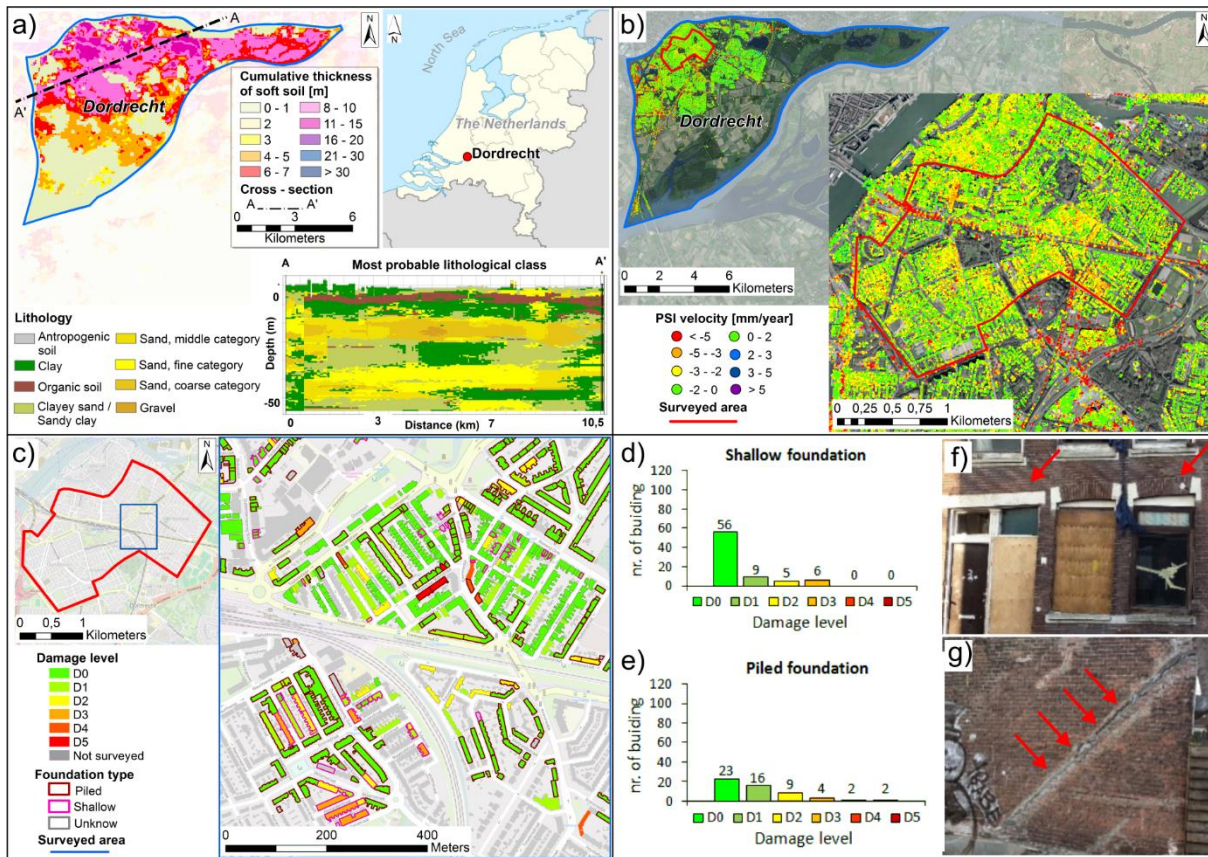 a)
A
A'
Dordrecht
N
Cumulative thickness
of soft soil [m]
0 - 1
2
3
4 - 5
6 - 7
8 - 10
11 - 15
16 - 20
21 - 30
> 30
Cross - section
A A'
0 3 6
Kilometers
N
North Sea
The Netherlands
Dordrecht
Lithology
Antropogenic
soil
Clay
Organic soil
Clayey sand /
Sandy clay
Sand, middle category
Sand, fine category
Sand, coarse category
Gravel
A Most probable lithological class A'
Depth (m)
0
-50
0 3 7 10,5
Distance (km)
b)
N
Dordrecht
0 2 4 6
Kilometers
PSI velocity [mm/year]
< -5
-5 - -3
-3 - -2
-2 - 0
0 - 2
2 - 3
3 - 5
> 5
Surveyed area
0 0,25 0,5 0,75 1
Kilometers
c)
N
0 0,5 1
Kilometers
Damage level
D0
D1
D2
D3
D4
D5
Not surveyed
Foundation type
Piled
Shallow
Unknow
Surveyed area
0 200 400
Meters
d)
Shallow foundation
nr. of buiding
120
100
80
60
40
20
0
56
9
5
6
0
0
D0 D1 D2 D3 D4 D5
Damage level
e)
Piled foundation
nr. of buiding
120
100
80
60
40
20
0
23
16
9
4
2
2
D0 D1 D2 D3 D4 D5
Damage level
f)
g)